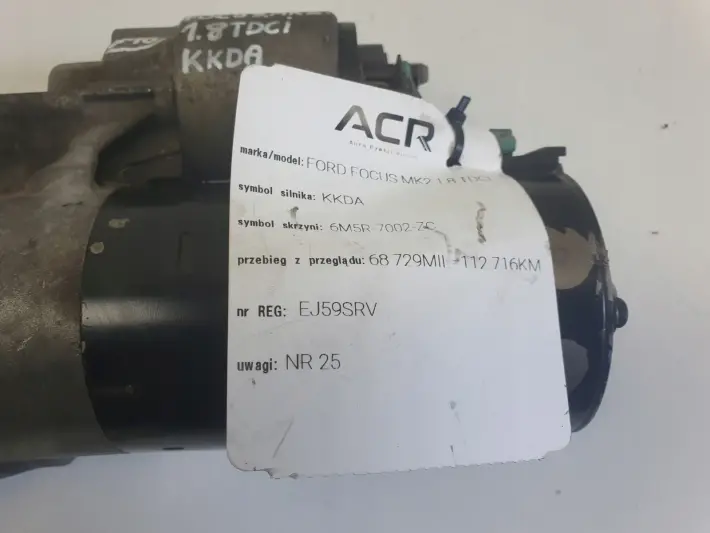 1.8TDCi
KKDA
ACR
marka/model: FORD FOCUS MK2 1.8 TDCI
symbol silnika: KKDA
symbol skrzyni: 6M5R-7002-ZC
przebieg z przeglądu: 68 729MIL 112 716KM
nr REG: EJ59SRV
uwagi: NR 25